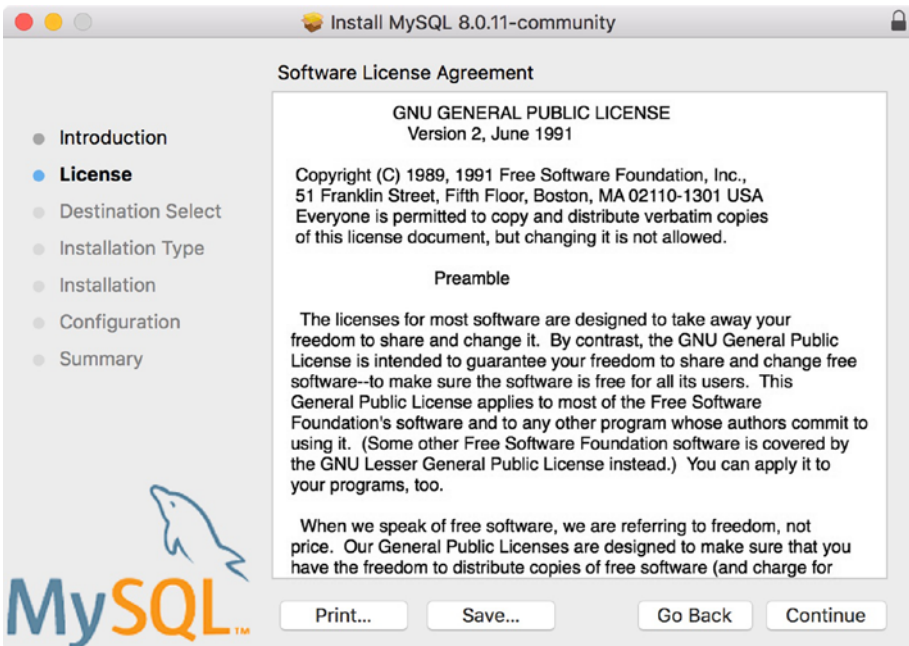 Install MySQL 8.0.11-community
Software License Agreement
Introduction
License
Destination Select
Installation Type
Installation
Configuration
Summary
GNU GENERAL PUBLIC LICENSE
Version 2, June 1991
Copyright (C) 1989, 1991 Free Software Foundation, Inc.,
51 Franklin Street, Fifth Floor, Boston, MA 02110-1301 USA
Everyone is permitted to copy and distribute verbatim copies
of this license document, but changing it is not allowed.
Preamble
The licenses for most software are designed to take away your
freedom to share and change it. By contrast, the GNU General Public
License is intended to guarantee your freedom to share and change free
software--to make sure the software is free for all its users. This
General Public License applies to most of the Free Software
Foundation's software and to any other program whose authors commit to
using it. (Some other Free Software Foundation software is covered by
the GNU Lesser General Public License instead.) You can apply it to
your programs, too.
When we speak of free software, we are referring to freedom, not
price. Our General Public Licenses are designed to make sure that you
have the freedom to distribute copies of free software (and charge for
MySQL™
Print...
Save...
Go Back
Continue